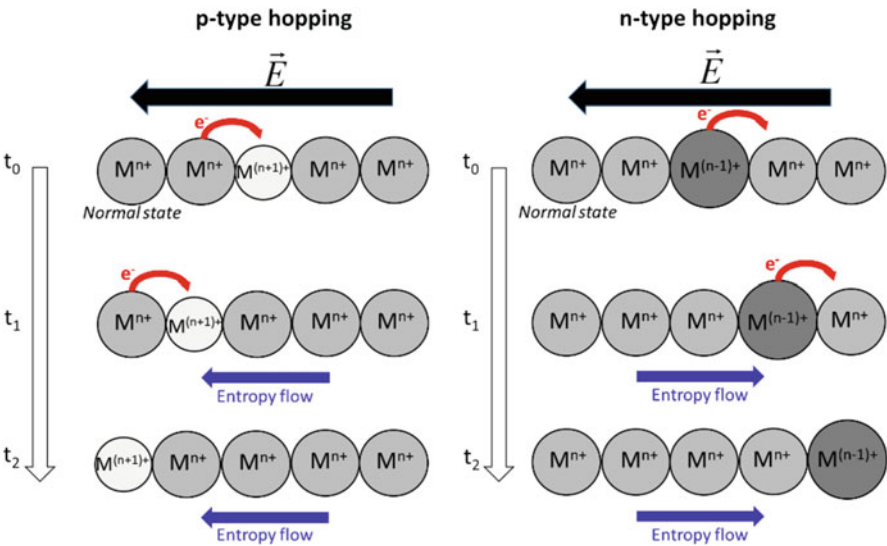 p-type hopping
E
e-
t0
Mn+ Mn+ M(n+1)+ Mn+ Mn+
Normal state
e-
t1
Mn+ M(n+1)+ Mn+ Mn+ Mn+
Entropy flow
t2
M(n+1)+ Mn+ Mn+ Mn+ Mn+
Entropy flow
n-type hopping
E
e-
t0
Mn+ Mn+ M(n-1)+ Mn+ Mn+
Normal state
e-
t1
Mn+ Mn+ Mn+ M(n-1)+ Mn+
Entropy flow
t2
Mn+ Mn+ Mn+ Mn+ M(n-1)+
Entropy flow